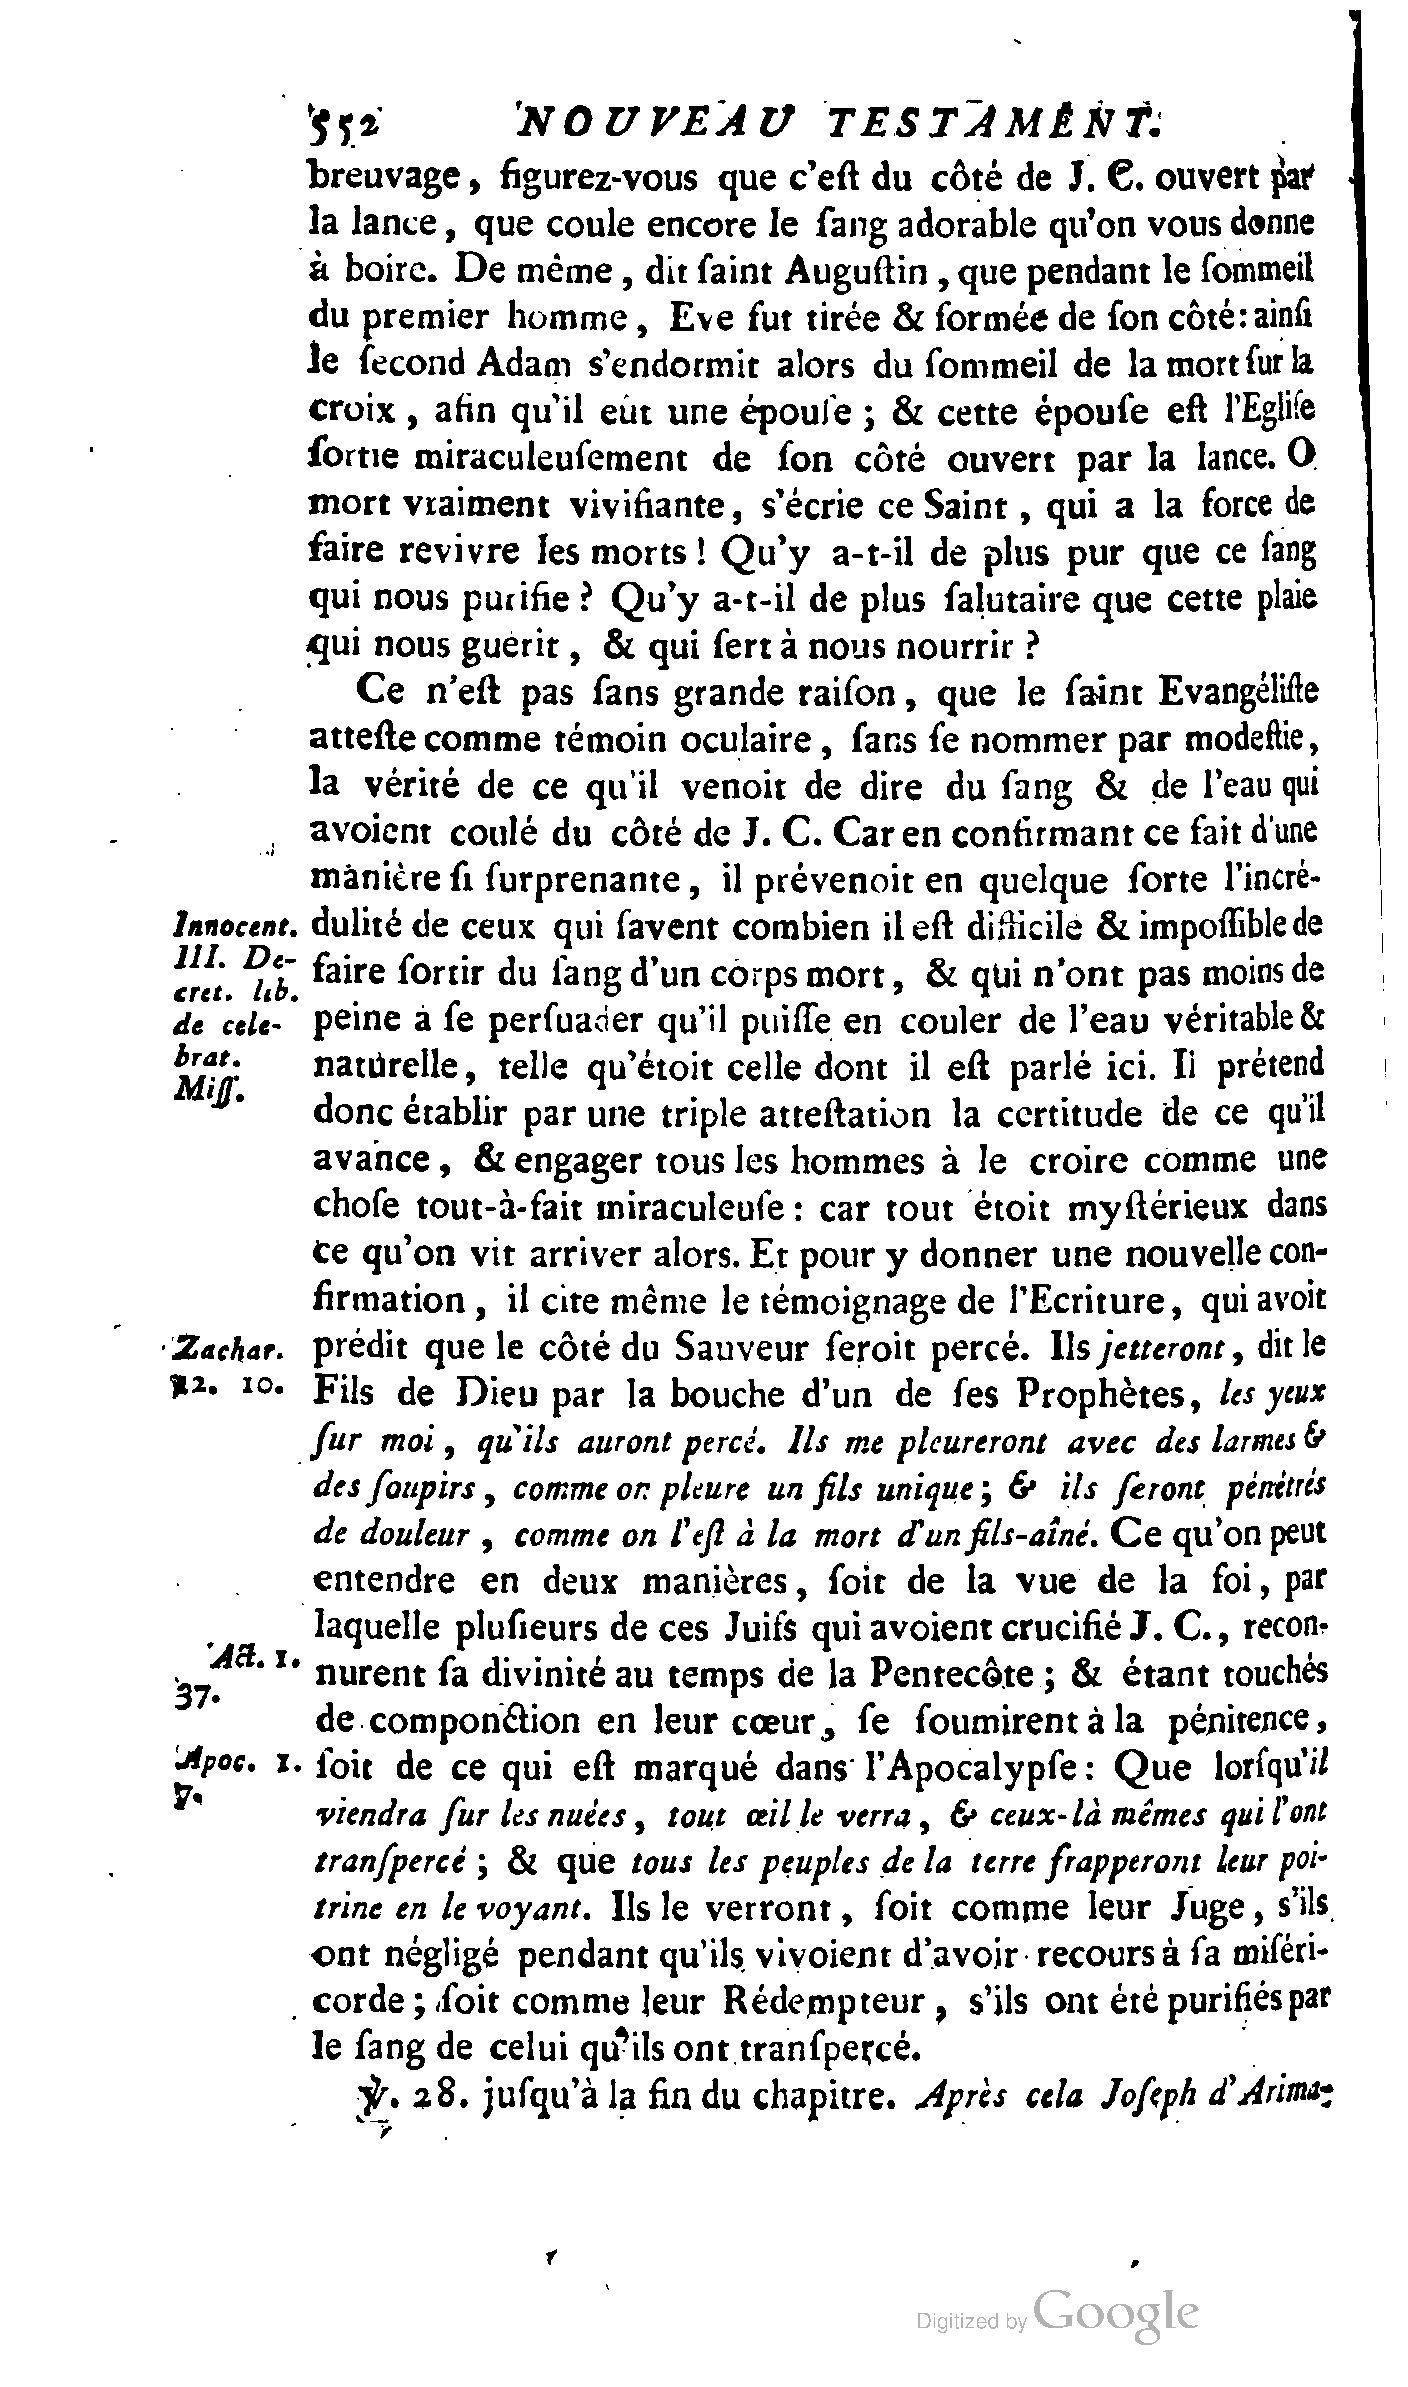 552 NOUVEAU TESTAMENT.
breuvage, figurez-vous que c'eſt du côté de J. C. ouvert par
la lance, que coule encore le ſang adorable qu'on vous donne
à boire. De même, dit ſaint Auguſtin, que pendant le ſommeil
du premier homme, Eve fut tirée & formée de ſon côté: ainſi
le ſecond Adam s'endormit alors du ſommeil de la mort ſur la
croix, afin qu'il eût une épouſe; & cette épouſe eſt l'Egliſe
ſortie miraculeuſement de ſon côté ouvert par la lance. O
mort vraiment vivifiante, s'écrie ce Saint, qui a la force de
faire revivre les morts! Qu'y a-t-il de plus pur que ce ſang
qui nous purifie? Qu'y a-t-il de plus ſalutaire que cette plaie
qui nous guérit, & qui ſert à nous nourrir?
Ce n'eſt pas ſans grande raiſon, que le ſaint Evangéliſte
atteſte comme témoin oculaire, ſans ſe nommer par modeſtie,
la vérité de ce qu'il venoit de dire du ſang & de l'eau qui
avoient coulé du côté de J. C. Car en confirmant ce fait d'une
manière ſi ſurprenante, il prévenoit en quelque ſorte l'incré-
Innocent. dulité de ceux qui ſavent combien il eſt difficile & impoſſible de
III. De- faire ſortir du ſang d'un corps mort, & qui n'ont pas moins de
cret. lib.
de cele- peine à ſe perſuader qu'il puiſſe en couler de l'eau véritable &
brat. naturelle, telle qu'étoit celle dont il eſt parlé ici. Il prétend
Miſſ.
donc établir par une triple atteſtation la certitude de ce qu'il
avance, & engager tous les hommes à le croire comme une
choſe tout-à-fait miraculeuſe: car tout étoit myſtérieux dans
ce qu'on vit arriver alors. Et pour y donner une nouvelle con-
firmation, il cite même le témoignage de l'Ecriture, qui avoit
Zachar. prédit que le côté du Sauveur ſeroit percé. Ils jetteront, dit le
12. 10. Fils de Dieu par la bouche d'un de ſes Prophètes, les yeux
ſur moi, qu'ils auront percé. Ils me pleureront avec des larmes &
des ſoupirs, comme on pleure un fils unique; & ils ſeront pénétrés
de douleur, comme on l'eſt à la mort d'un fils-aîné. Ce qu'on peut
entendre en deux manières, ſoit de la vue de la foi, par
laquelle pluſieurs de ces Juifs qui avoient crucifié J. C., recon-
Act. 1. nurent ſa divinité au temps de la Pentecôte; & étant touchés
37.
de componction en leur cœur, ſe ſoumirent à la pénitence,
Apoc. 1. ſoit de ce qui eſt marqué dans l'Apocalypſe: Que lorſqu'il
7.
viendra ſur les nuées, tout œil le verra, & ceux-là mêmes qui l'ont
tranſpercé; & que tous les peuples de la terre frapperont leur poi-
trine en le voyant. Ils le verront, ſoit comme leur Juge, s'ils
ont négligé pendant qu'ils vivoient d'avoir recours à ſa miſéri-
corde; ſoit comme leur Rédempteur, s'ils ont été purifiés par
le ſang de celui qu'ils ont tranſpercé.
℣. 28. juſqu'à la fin du chapitre. Après cela Joſeph d'Arima-
Digitized by Google